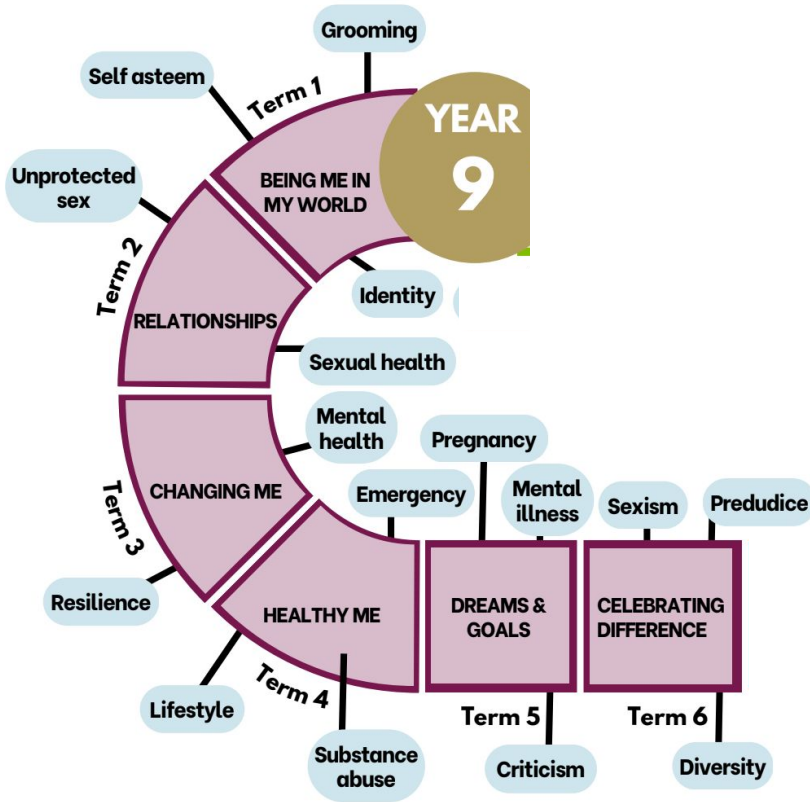 YEAR
9
Grooming
Self asteem
Term 1
BEING ME IN
MY WORLD
Identity
Unprotected
sex
Term 2
RELATIONSHIPS
Sexual health
Mental
health
CHANGING ME
Term 3
Resilience
Emergency
HEALTHY ME
Term 4
Lifestyle
Substance
abuse
Pregnancy
Mental
illness
DREAMS &
GOALS
Term 5
Criticism
Sexism
Predudice
CELEBRATING
DIFFERENCE
Term 6
Diversity